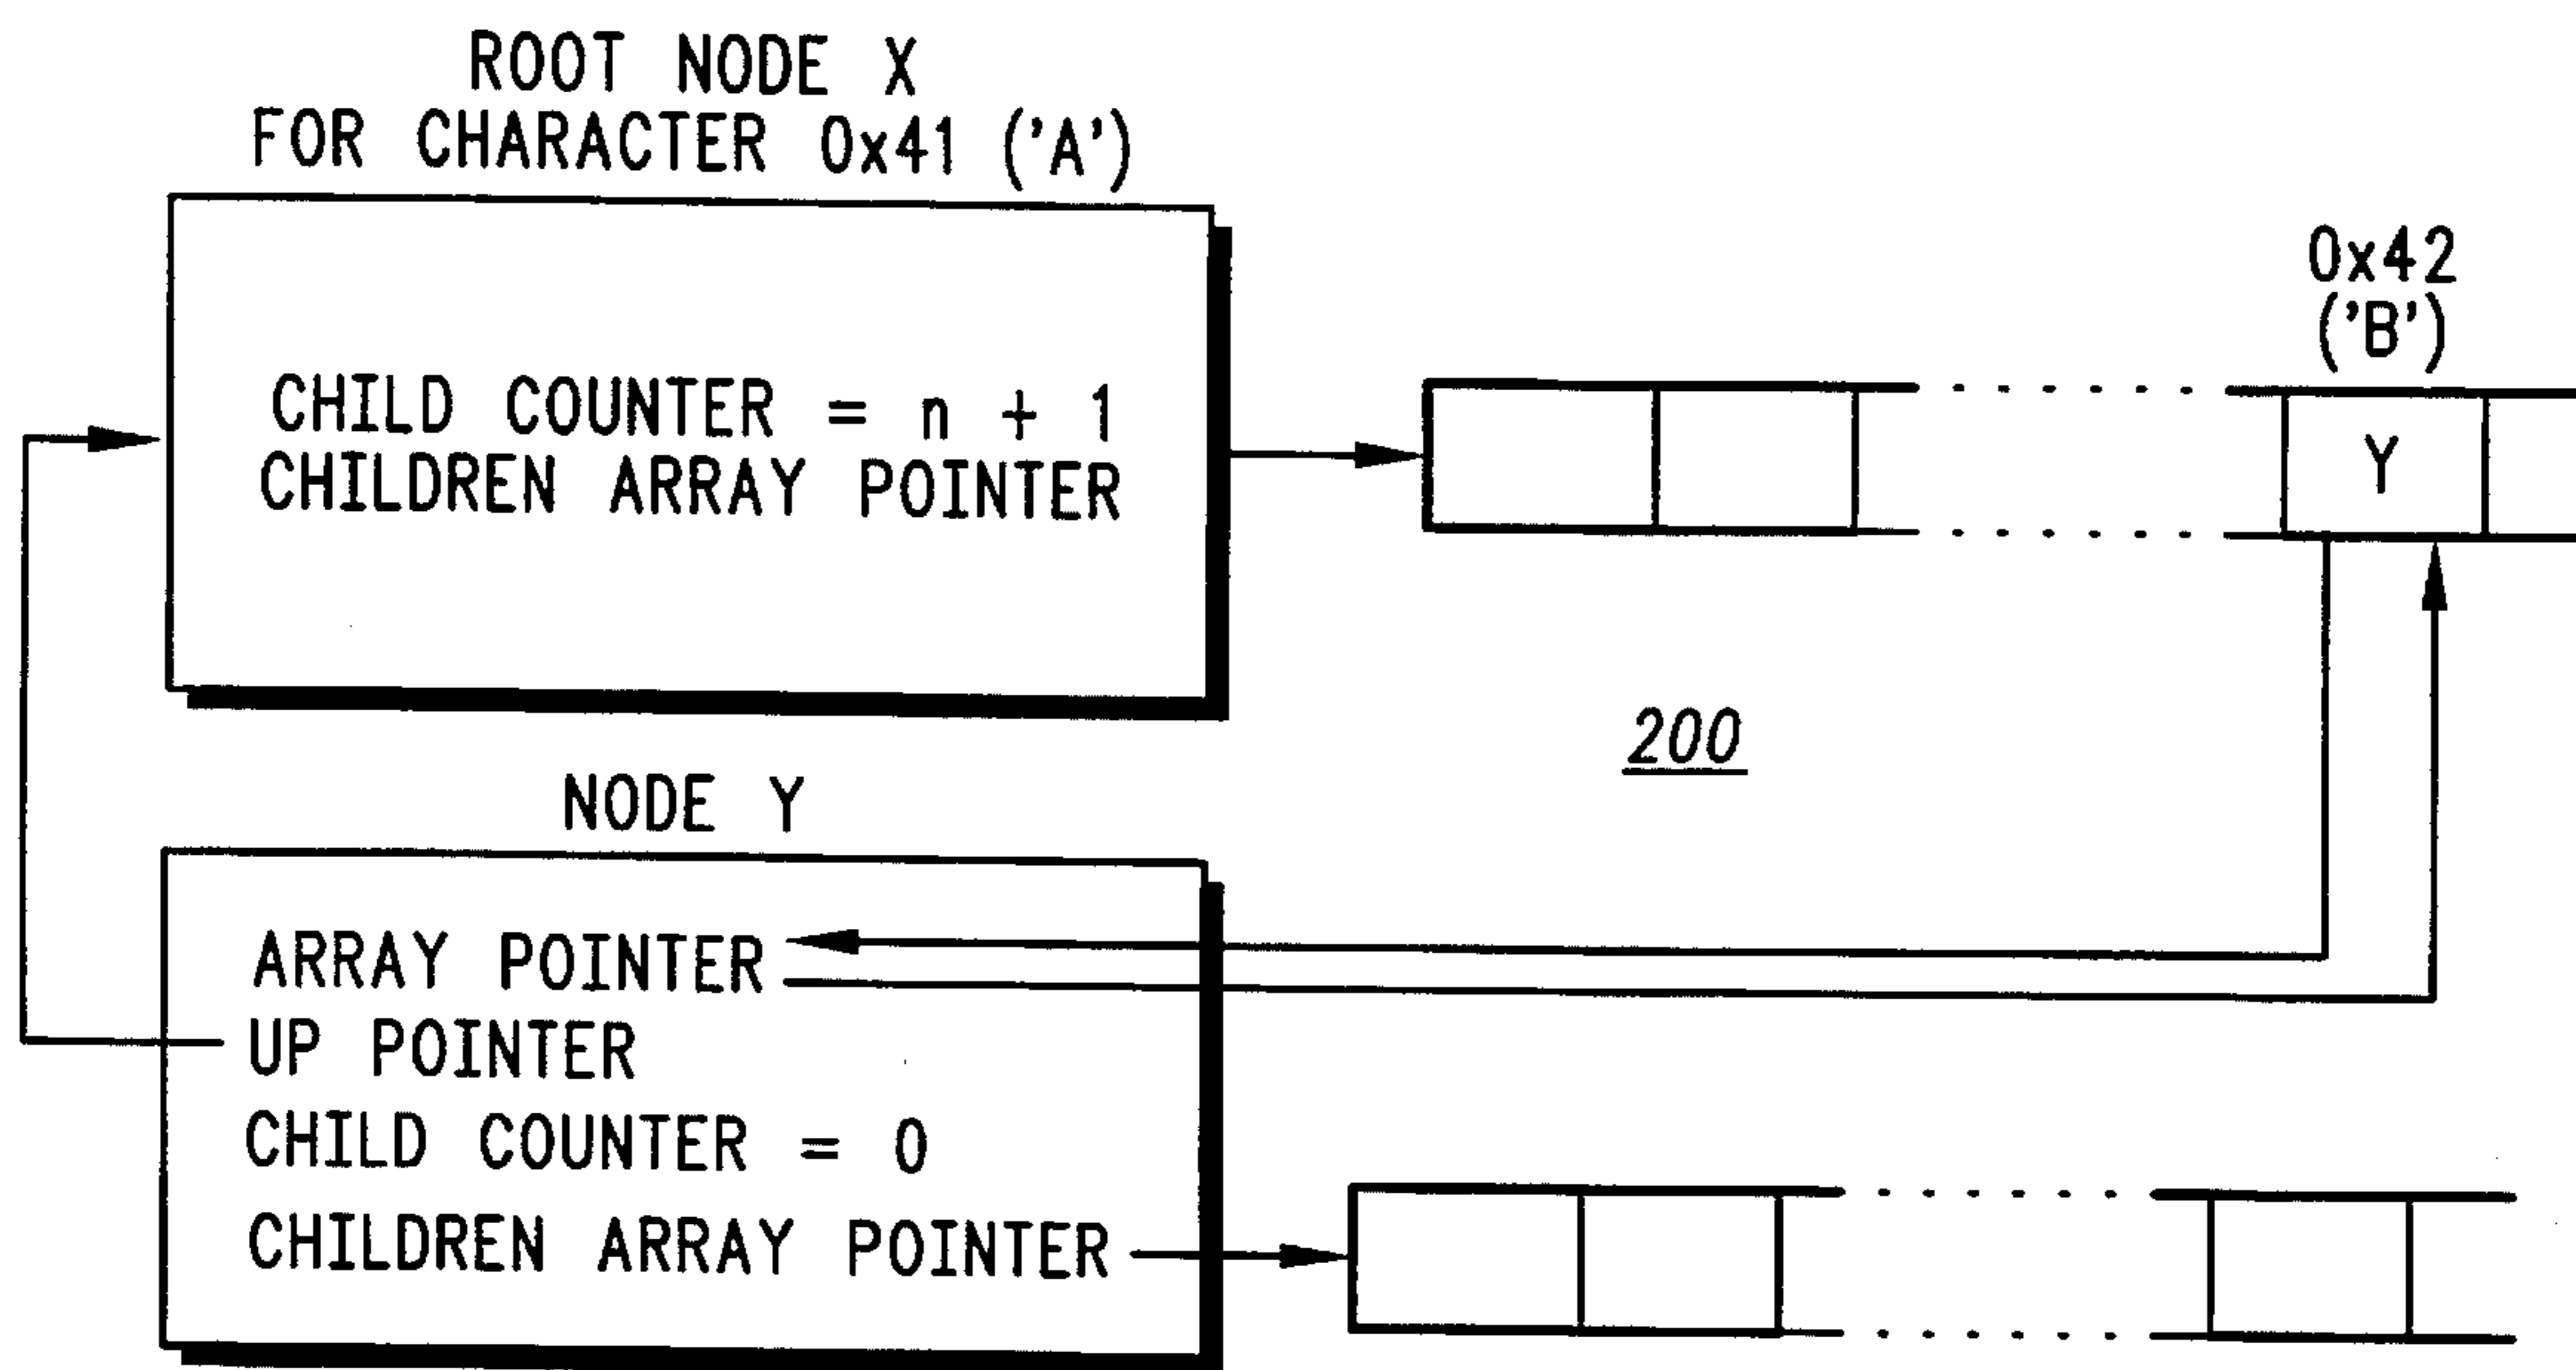 ROOT NODE X
FOR CHARACTER 0x41 ('A')
CHILD COUNTER = n + 1
CHILDREN ARRAY POINTER
0x42
('B')
Y
200
NODE Y
ARRAY POINTER
UP POINTER
CHILD COUNTER = 0
CHILDREN ARRAY POINTER